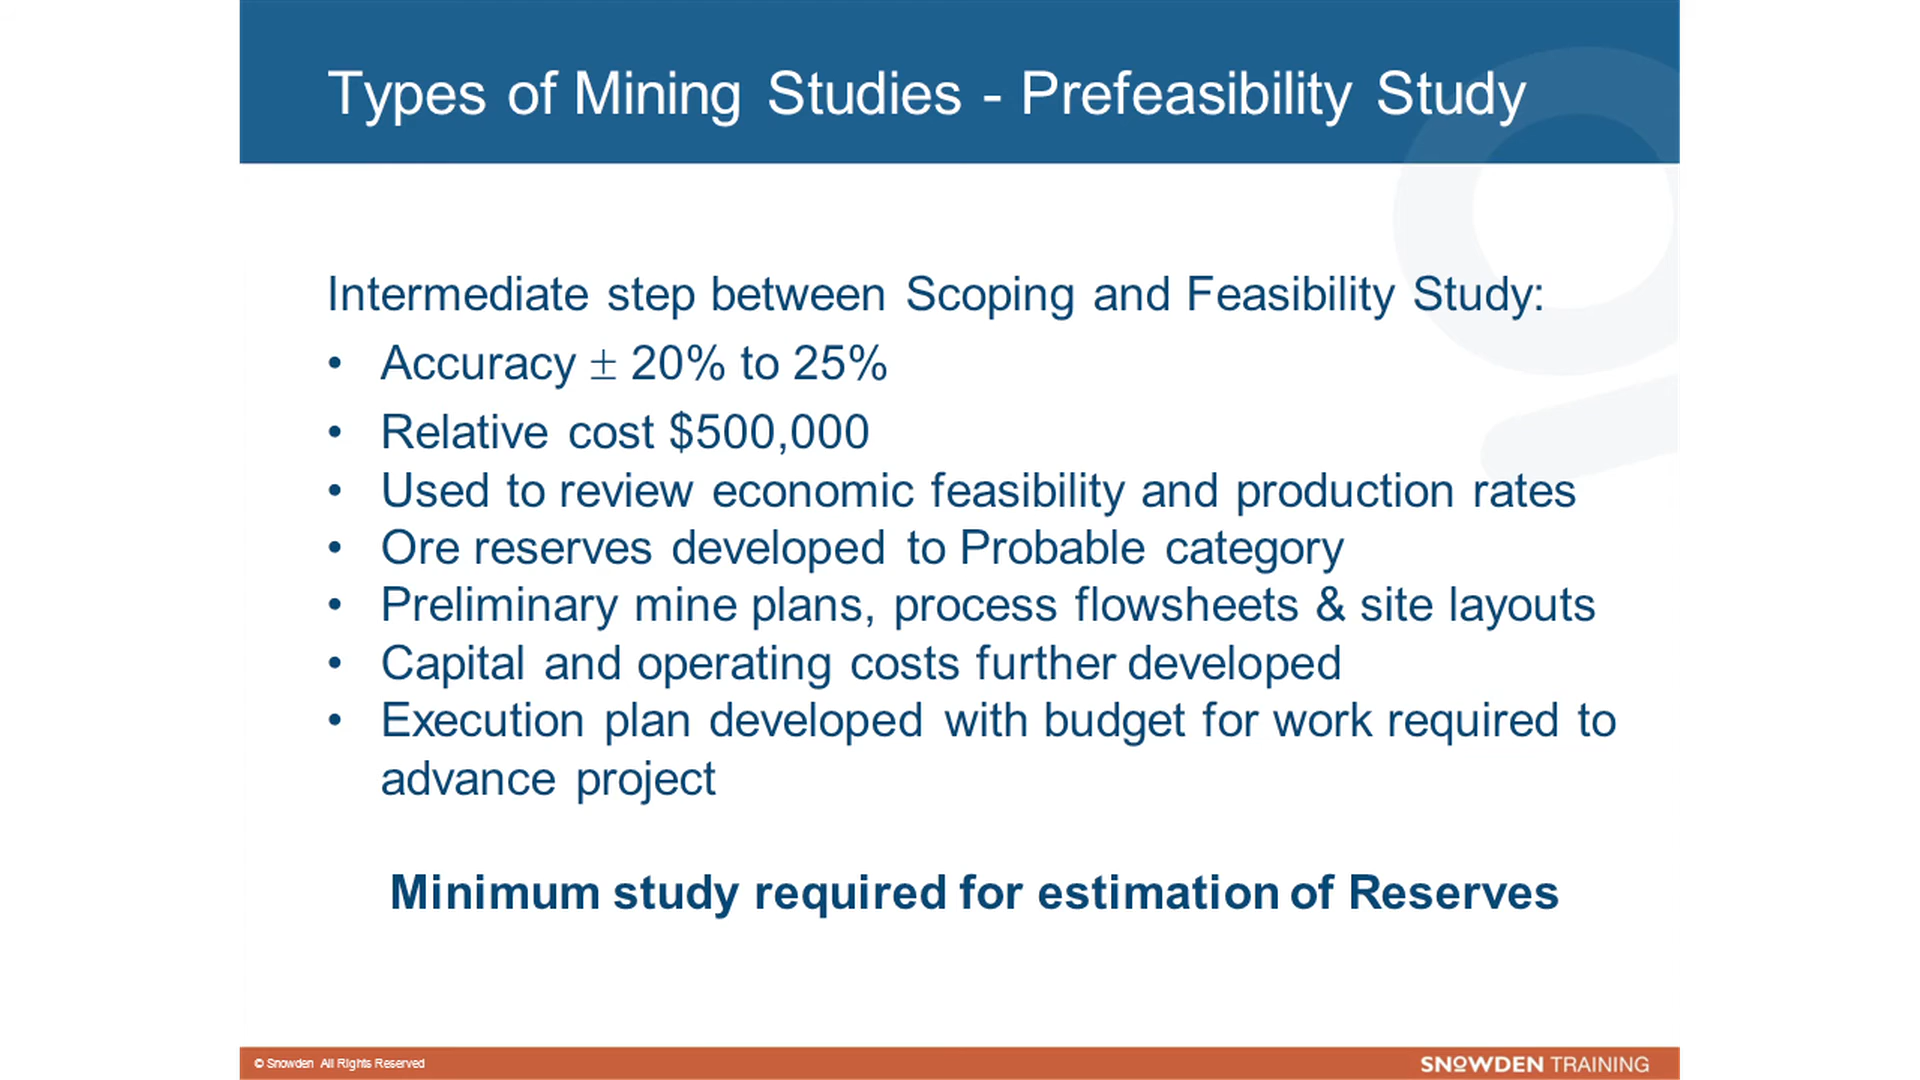 Types of Mining Studies - Prefeasibility Study
Intermediate step between Scoping and Feasibility Study:
• Accuracy ± 20% to 25%
• Relative cost $500,000
• Used to review economic feasibility and production rates
• Ore reserves developed to Probable category
• Preliminary mine plans, process flowsheets & site layouts
• Capital and operating costs further developed
• Execution plan developed with budget for work required to
advance project
Minimum study required for estimation of Reserves
© Snowden All Rights Reserved
SNOWDEN TRAINING